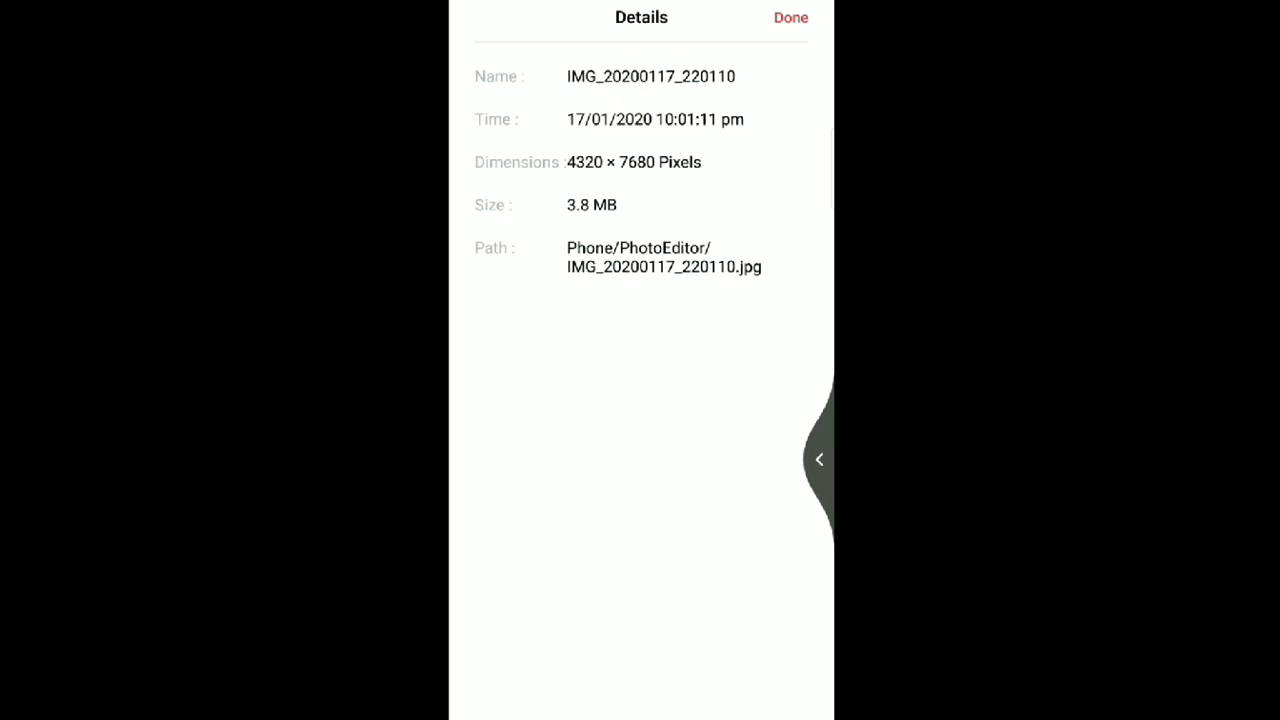 Details Done
Name : IMG_20200117_220110
Time : 17/01/2020 10:01:11 pm
Dimensions : 4320 × 7680 Pixels
Size : 3.8 MB
Path : Phone/PhotoEditor/
IMG_20200117_220110.jpg